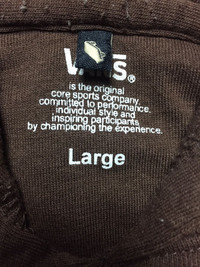 is the original
core sports company,
committed to performance,
individual style and
inspiring participants
by championing the experience.
Large